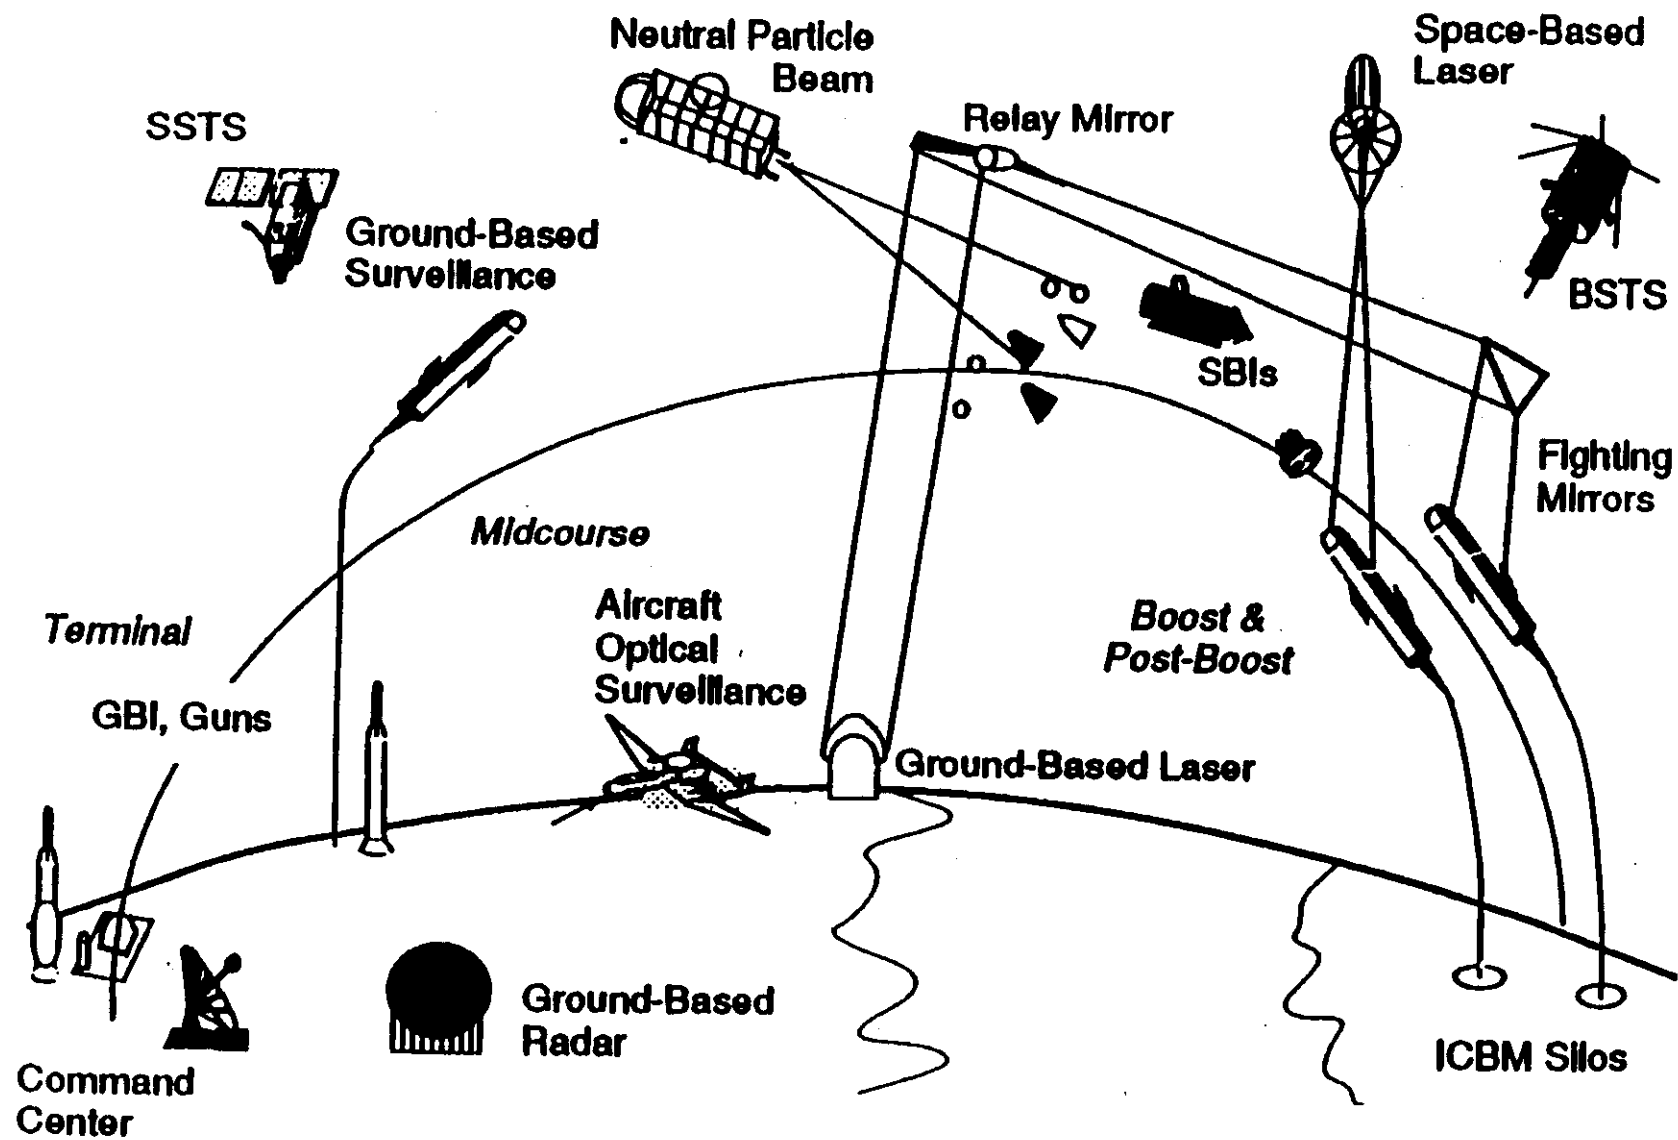 Neutral Particle
Beam
Space-Based
Laser
SSTS
Relay Mirror
Ground-Based
Surveillance
BSTS
SBIs
Fighting
Mirrors
Midcourse
Terminal
Aircraft
Optical
Surveillance
Boost &
Post-Boost
GBI, Guns
Ground-Based Laser
Ground-Based
Radar
ICBM Silos
Command
Center